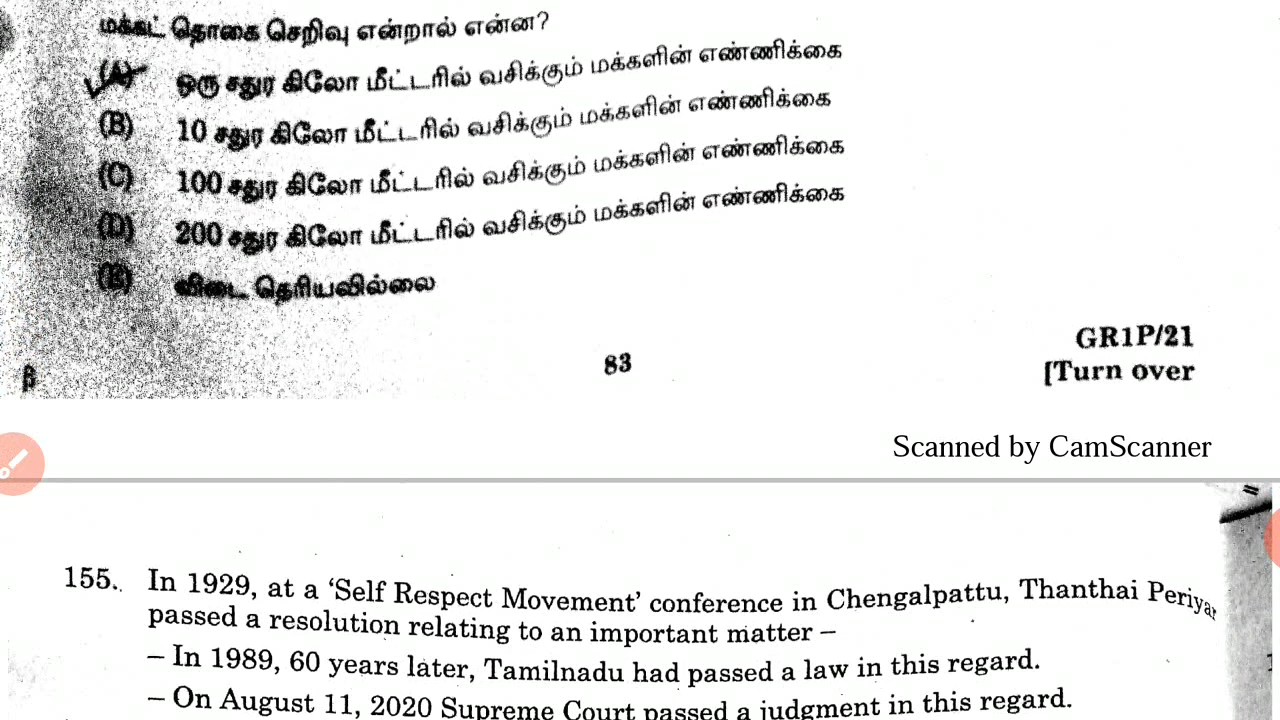 மக்கட் தொகை செறிவு என்றால் என்ன?
(A) ஒரு சதுர கிலோ மீட்டரில் வசிக்கும் மக்களின் எண்ணிக்கை
(B) 10 சதுர கிலோ மீட்டரில் வசிக்கும் மக்களின் எண்ணிக்கை
(C) 100 சதுர கிலோ மீட்டரில் வசிக்கும் மக்களின் எண்ணிக்கை
(D) 200 சதுர கிலோ மீட்டரில் வசிக்கும் மக்களின் எண்ணிக்கை
(E) விடை தெரியவில்லை
83
GR1P/21
[Turn over
β
Scanned by CamScanner
155. In 1929, at a ‘Self Respect Movement’ conference in Chengalpattu, Thanthai Periyar
passed a resolution relating to an important matter –
– In 1989, 60 years later, Tamilnadu had passed a law in this regard.
– On August 11, 2020 Supreme Court passed a judgment in this regard.